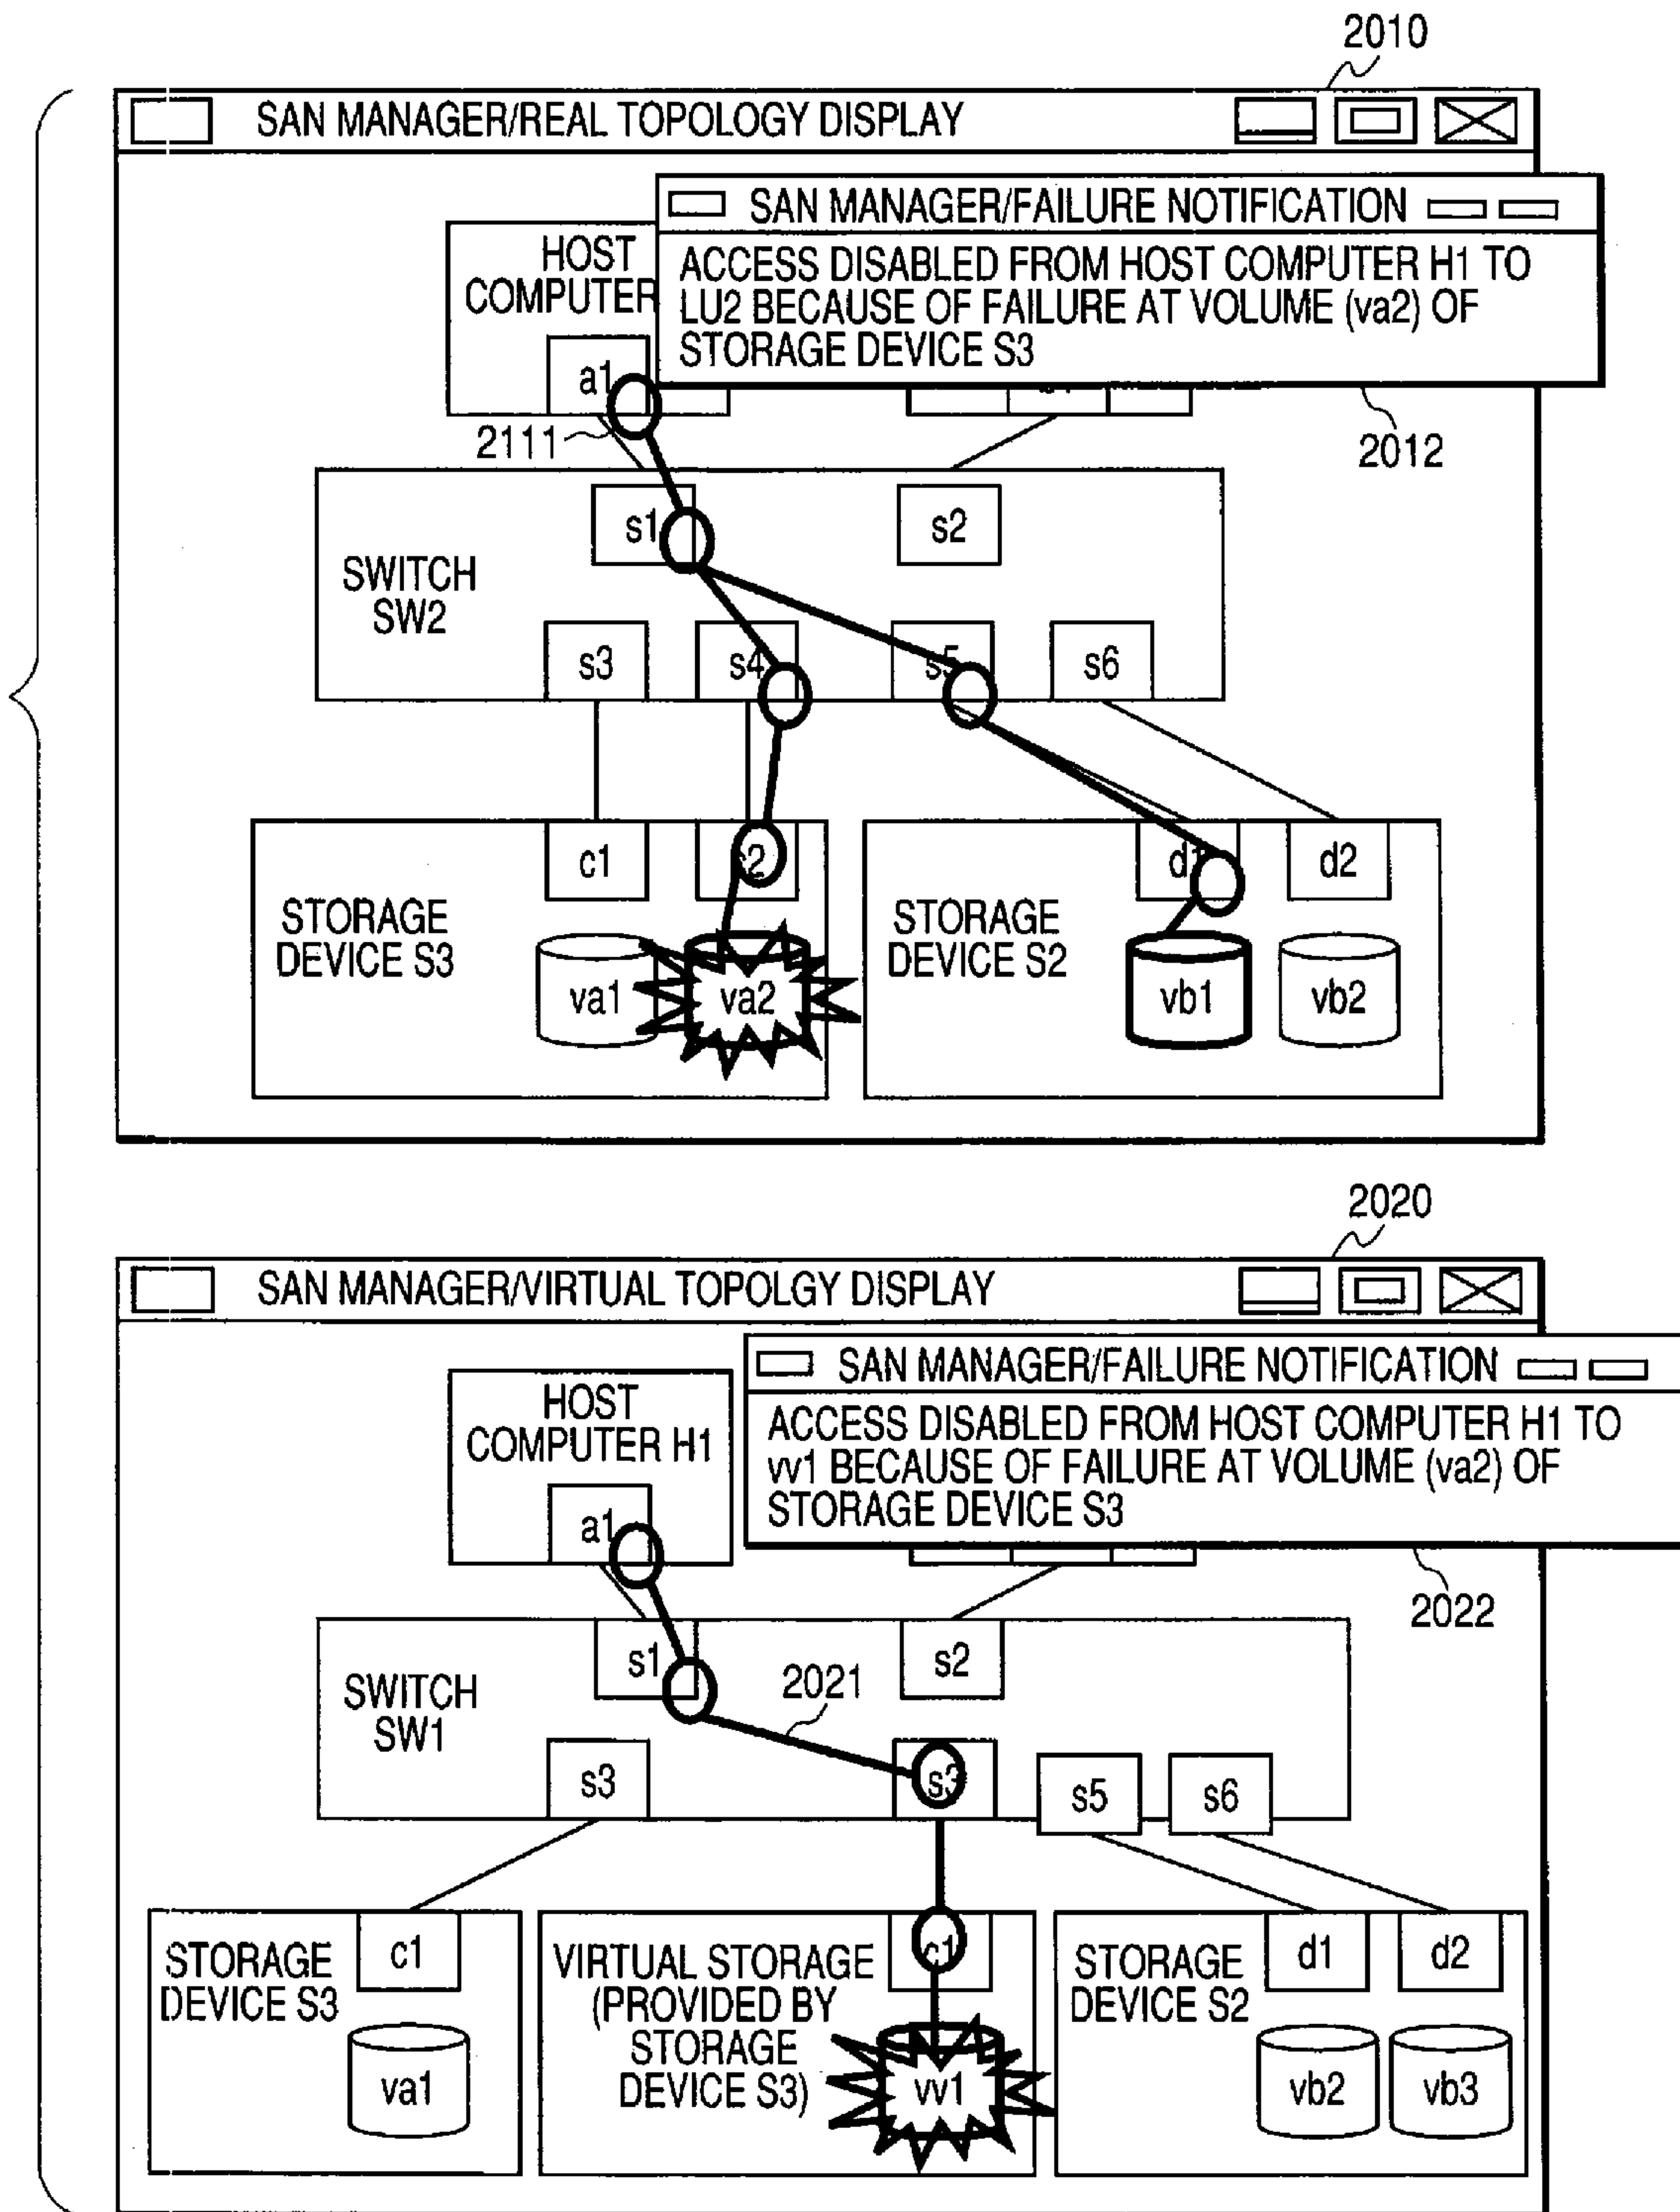 2010
SAN MANAGER/REAL TOPOLOGY DISPLAY
SAN MANAGER/FAILURE NOTIFICATION
ACCESS DISABLED FROM HOST COMPUTER H1 TO
LU2 BECAUSE OF FAILURE AT VOLUME (va2) OF
STORAGE DEVICE S3
HOST
COMPUTER
a1
2111
2012
s1
s2
SWITCH
SW2
s3
s4
s5
s6
c1
d1
d2
STORAGE
DEVICE S3
STORAGE
DEVICE S2
va1
va2
vb1
vb2
2020
SAN MANAGER/VIRTUAL TOPOLGY DISPLAY
SAN MANAGER/FAILURE NOTIFICATION
ACCESS DISABLED FROM HOST COMPUTER H1 TO
vv1 BECAUSE OF FAILURE AT VOLUME (va2) OF
STORAGE DEVICE S3
HOST
COMPUTER H1
a1
2022
s1
s2
2021
SWITCH
SW1
s3
s3
s5
s6
c1
c1
d1
d2
STORAGE
DEVICE S3
VIRTUAL STORAGE
(PROVIDED BY
STORAGE
DEVICE S3)
STORAGE
DEVICE S2
va1
vv1
vb2
vb3